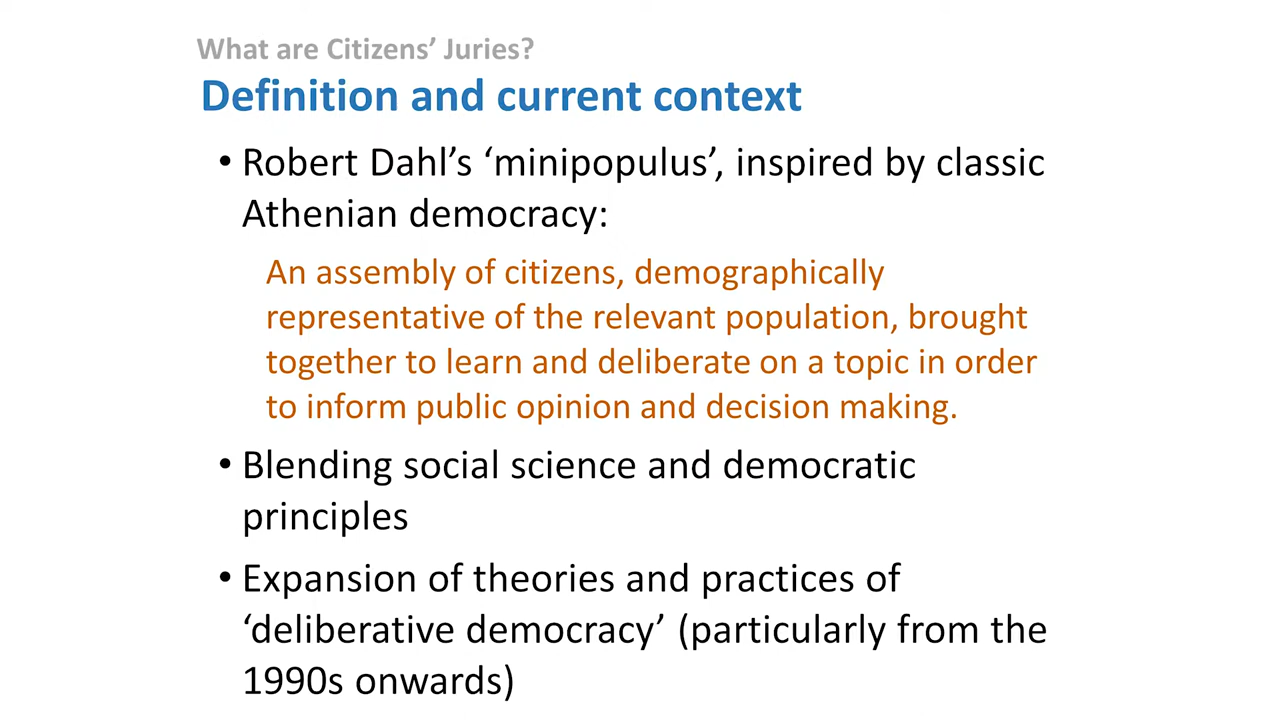 What are Citizens’ Juries?
Definition and current context
• Robert Dahl’s ‘minipopulus’, inspired by classic
Athenian democracy:
An assembly of citizens, demographically
representative of the relevant population, brought
together to learn and deliberate on a topic in order
to inform public opinion and decision making.
• Blending social science and democratic
principles
• Expansion of theories and practices of
‘deliberative democracy’ (particularly from the
1990s onwards)